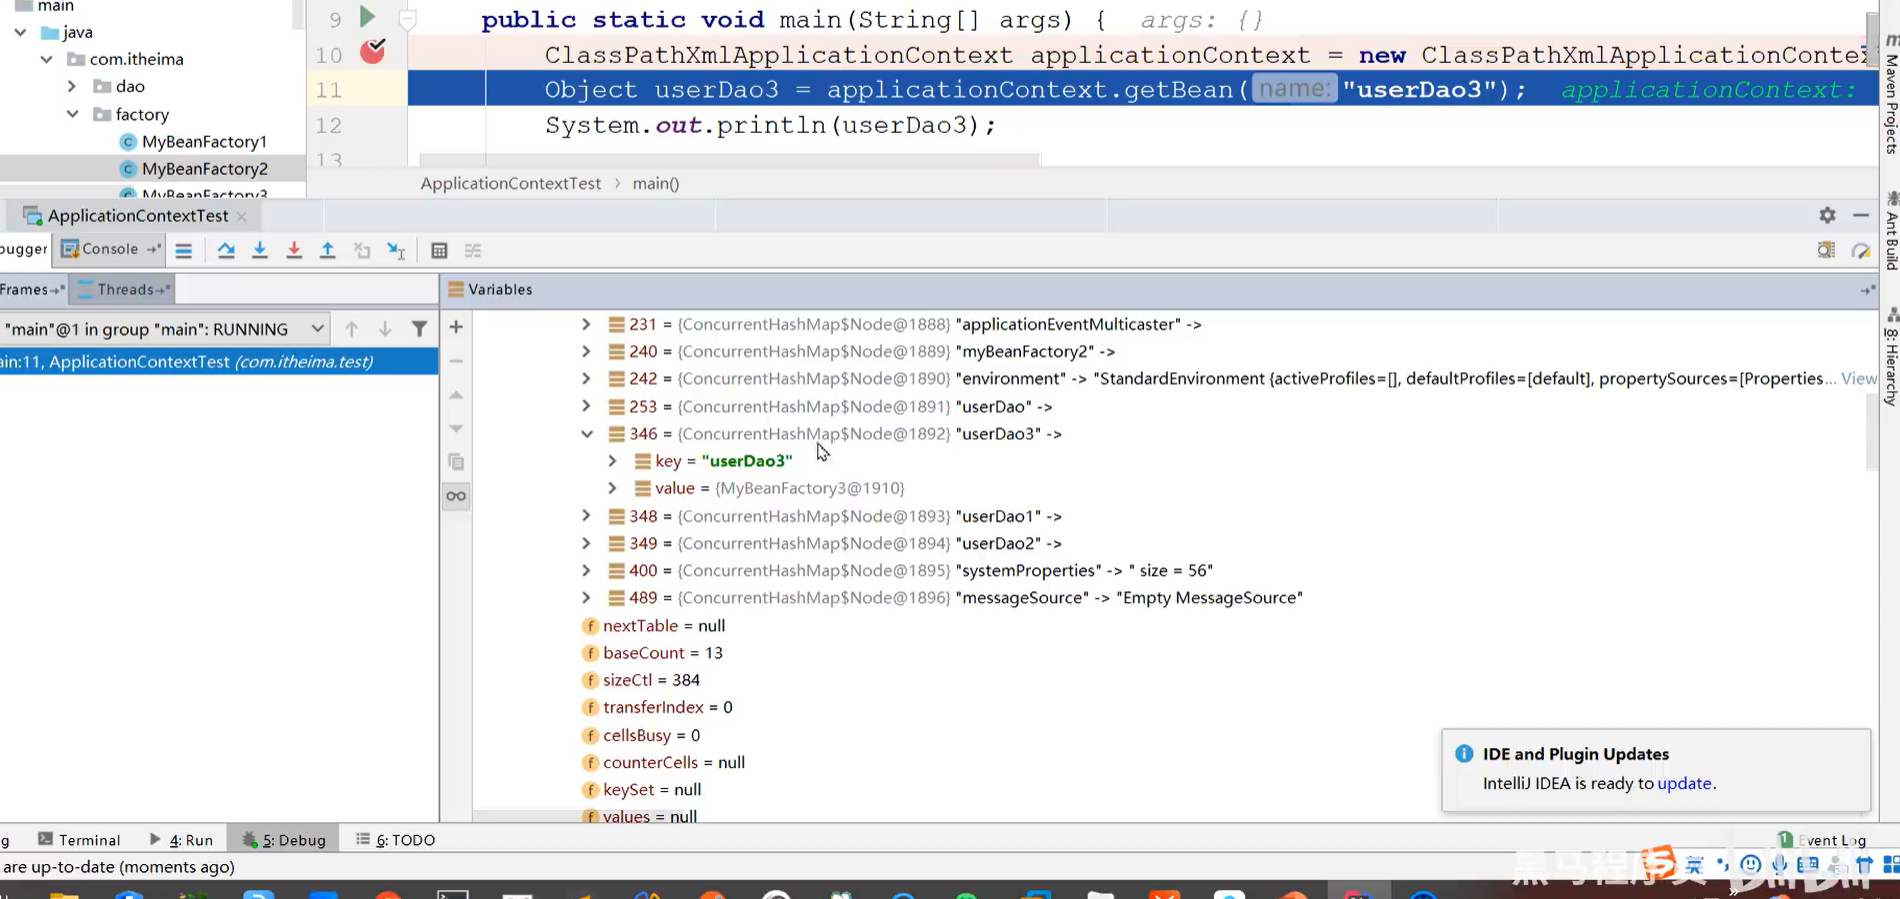 main
java
com.itheima
dao
factory
MyBeanFactory1
MyBeanFactory2
MyBeanFactory3
9 public static void main(String[] args) { args: {}
10 ClassPathXmlApplicationContext applicationContext = new ClassPathXmlApplicationConte
11 Object userDao3 = applicationContext.getBean( name: "userDao3"); applicationContext:
12 System.out.println(userDao3);
13
ApplicationContextTest > main()
ApplicationContextTest
bugger
Console
Frames
Threads
Variables
"main"@1 in group "main": RUNNING
ain:11, ApplicationContextTest (com.itheima.test)
231 = {ConcurrentHashMap$Node@1888} "applicationEventMulticaster" ->
240 = {ConcurrentHashMap$Node@1889} "myBeanFactory2" ->
242 = {ConcurrentHashMap$Node@1890} "environment" -> "StandardEnvironment {activeProfiles=[], defaultProfiles=[default], propertySources=[Properties... View
253 = {ConcurrentHashMap$Node@1891} "userDao" ->
346 = {ConcurrentHashMap$Node@1892} "userDao3" ->
key = "userDao3"
value = {MyBeanFactory3@1910}
348 = {ConcurrentHashMap$Node@1893} "userDao1" ->
349 = {ConcurrentHashMap$Node@1894} "userDao2" ->
400 = {ConcurrentHashMap$Node@1895} "systemProperties" -> " size = 56"
489 = {ConcurrentHashMap$Node@1896} "messageSource" -> "Empty MessageSource"
f nextTable = null
f baseCount = 13
f sizeCtl = 384
f transferIndex = 0
f cellsBusy = 0
f counterCells = null
f keySet = null
f values = null
Maven Projects
Ant Build
8: Hierarchy
IDE and Plugin Updates
IntelliJ IDEA is ready to update.
g
Terminal
4: Run
5: Debug
6: TODO
1 Event Log
are up-to-date (moments ago)
英